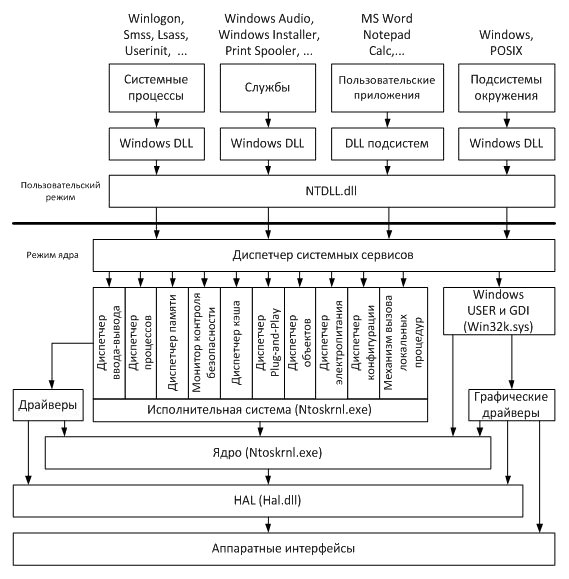 Winlogon,
Smss, Lsass,
Userinit, ...
Windows Audio,
Windows Installer,
Print Spooler, ...
MS Word
Notepad
Calc,...
Windows,
POSIX
Системные
процессы
Службы
Пользовательские
приложения
Подсистемы
окружения
Windows DLL
Windows DLL
DLL подсистем
Windows DLL
Пользовательский
режим
NTDLL.dll
Режим ядра
Диспетчер системных сервисов
Диспетчер
ввода-вывода
Диспетчер
процессов
Диспетчер памяти
Монитор контроля
безопасности
Диспетчер кэша
Диспетчер
Plug-and-Play
Диспетчер
объектов
Диспетчер
электропитания
Диспетчер
конфигурации
Механизм вызова
локальных
процедур
Windows
USER и GDI
(Win32k.sys)
Драйверы
Исполнительная система (Ntoskrnl.exe)
Графические
драйверы
Ядро (Ntoskrnl.exe)
HAL (Hal.dll)
Аппаратные интерфейсы